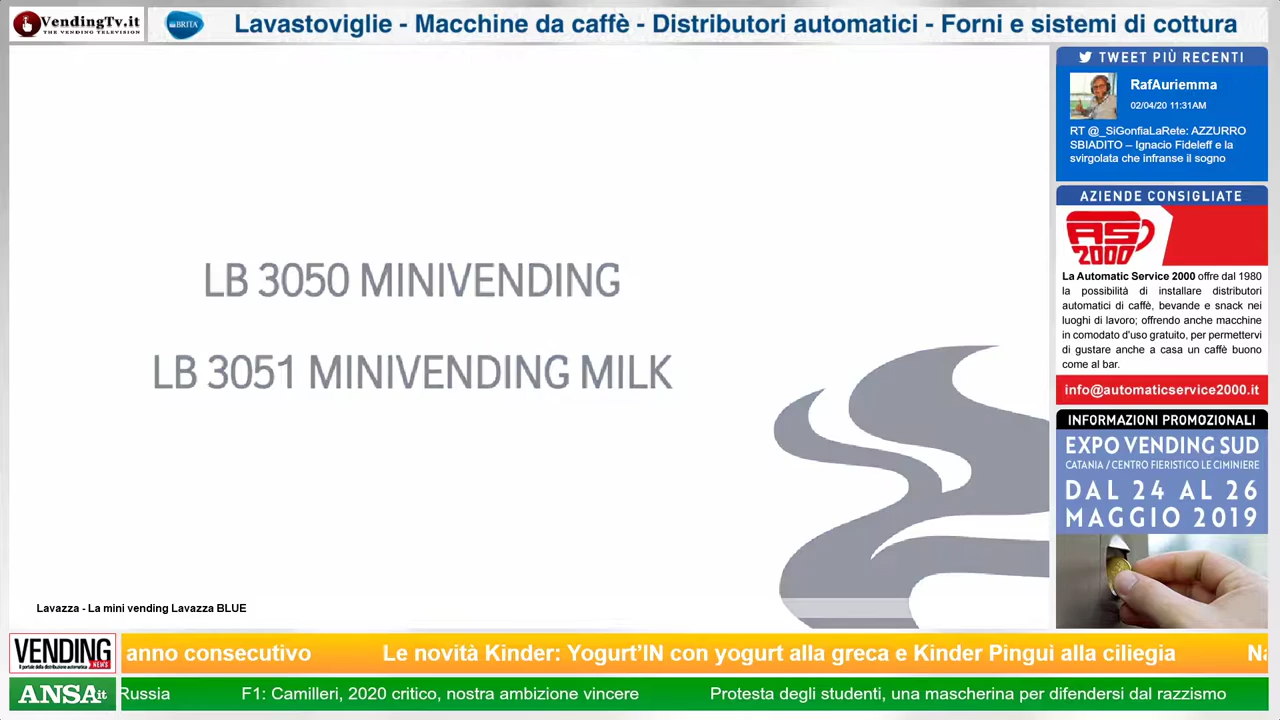 VendingTv.it
THE VENDING TELEVISION
BRITA
Lavastoviglie - Macchine da caffè - Distributori automatici - Forni e sistemi di cottura
LB 3050 MINIVENDING
LB 3051 MINIVENDING MILK
Lavazza - La mini vending Lavazza BLUE
TWEET PIÙ RECENTI
RafAuriemma
02/04/20 11:31AM
RT @_SiGonfiaLaRete: AZZURRO
SBIADITO – Ignacio Fideleff e la
svirgolata che infranse il sogno
AZIENDE CONSIGLIATE
AS
2000
La Automatic Service 2000 offre dal 1980
la possibilità di installare distributori
automatici di caffè, bevande e snack nei
luoghi di lavoro; offrendo anche macchine
in comodato d'uso gratuito, per permettervi
di gustare anche a casa un caffè buono
come al bar.
info@automaticservice2000.it
INFORMAZIONI PROMOZIONALI
EXPO VENDING SUD
CATANIA / CENTRO FIERISTICO LE CIMINIERE
DAL 24 AL 26
MAGGIO 2019
VENDING
Il portale della distribuzione automatica NEWS
anno consecutivo Le novità Kinder: Yogurt'IN con yogurt alla greca e Kinder Pinguì alla ciliegia
ANSA.it
Russia F1: Camilleri, 2020 critico, nostra ambizione vincere Protesta degli studenti, una mascherina per difendersi dal razzismo